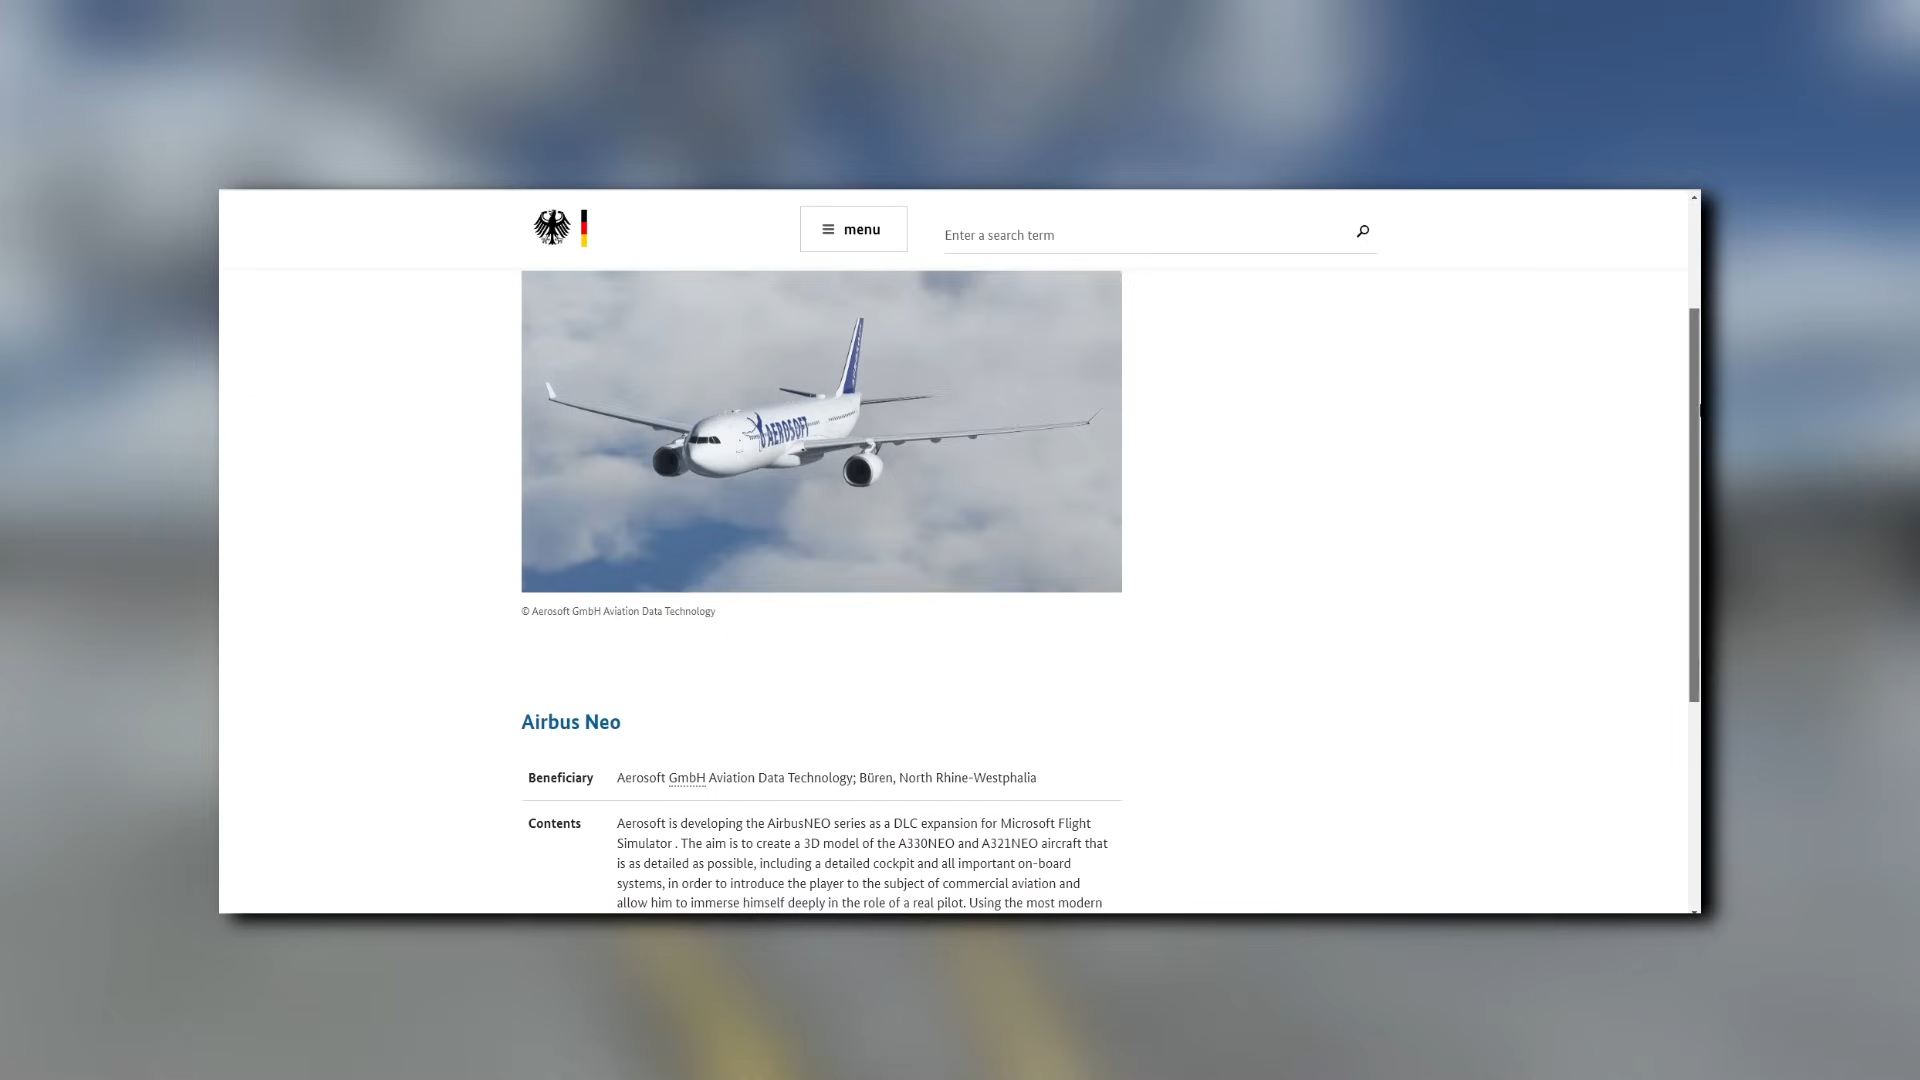 menu
Enter a search term
AEROSOFT
© Aerosoft GmbH Aviation Data Technology
Airbus Neo
Beneficiary Aerosoft GmbH Aviation Data Technology; Büren, North Rhine-Westphalia
Contents Aerosoft is developing the AirbusNEO series as a DLC expansion for Microsoft Flight
Simulator . The aim is to create a 3D model of the A330NEO and A321NEO aircraft that
is as detailed as possible, including a detailed cockpit and all important on-board
systems, in order to introduce the player to the subject of commercial aviation and
allow him to immerse himself deeply in the role of a real pilot. Using the most modern